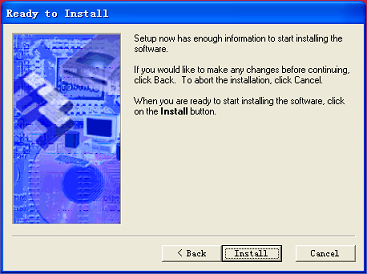 Ready to Install
Setup now has enough information to start installing the
software.
If you would like to make any changes before continuing,
click Back. To abort the installation, click Cancel.
When you are ready to start installing the software, click
on the Install button.
< Back Install Cancel